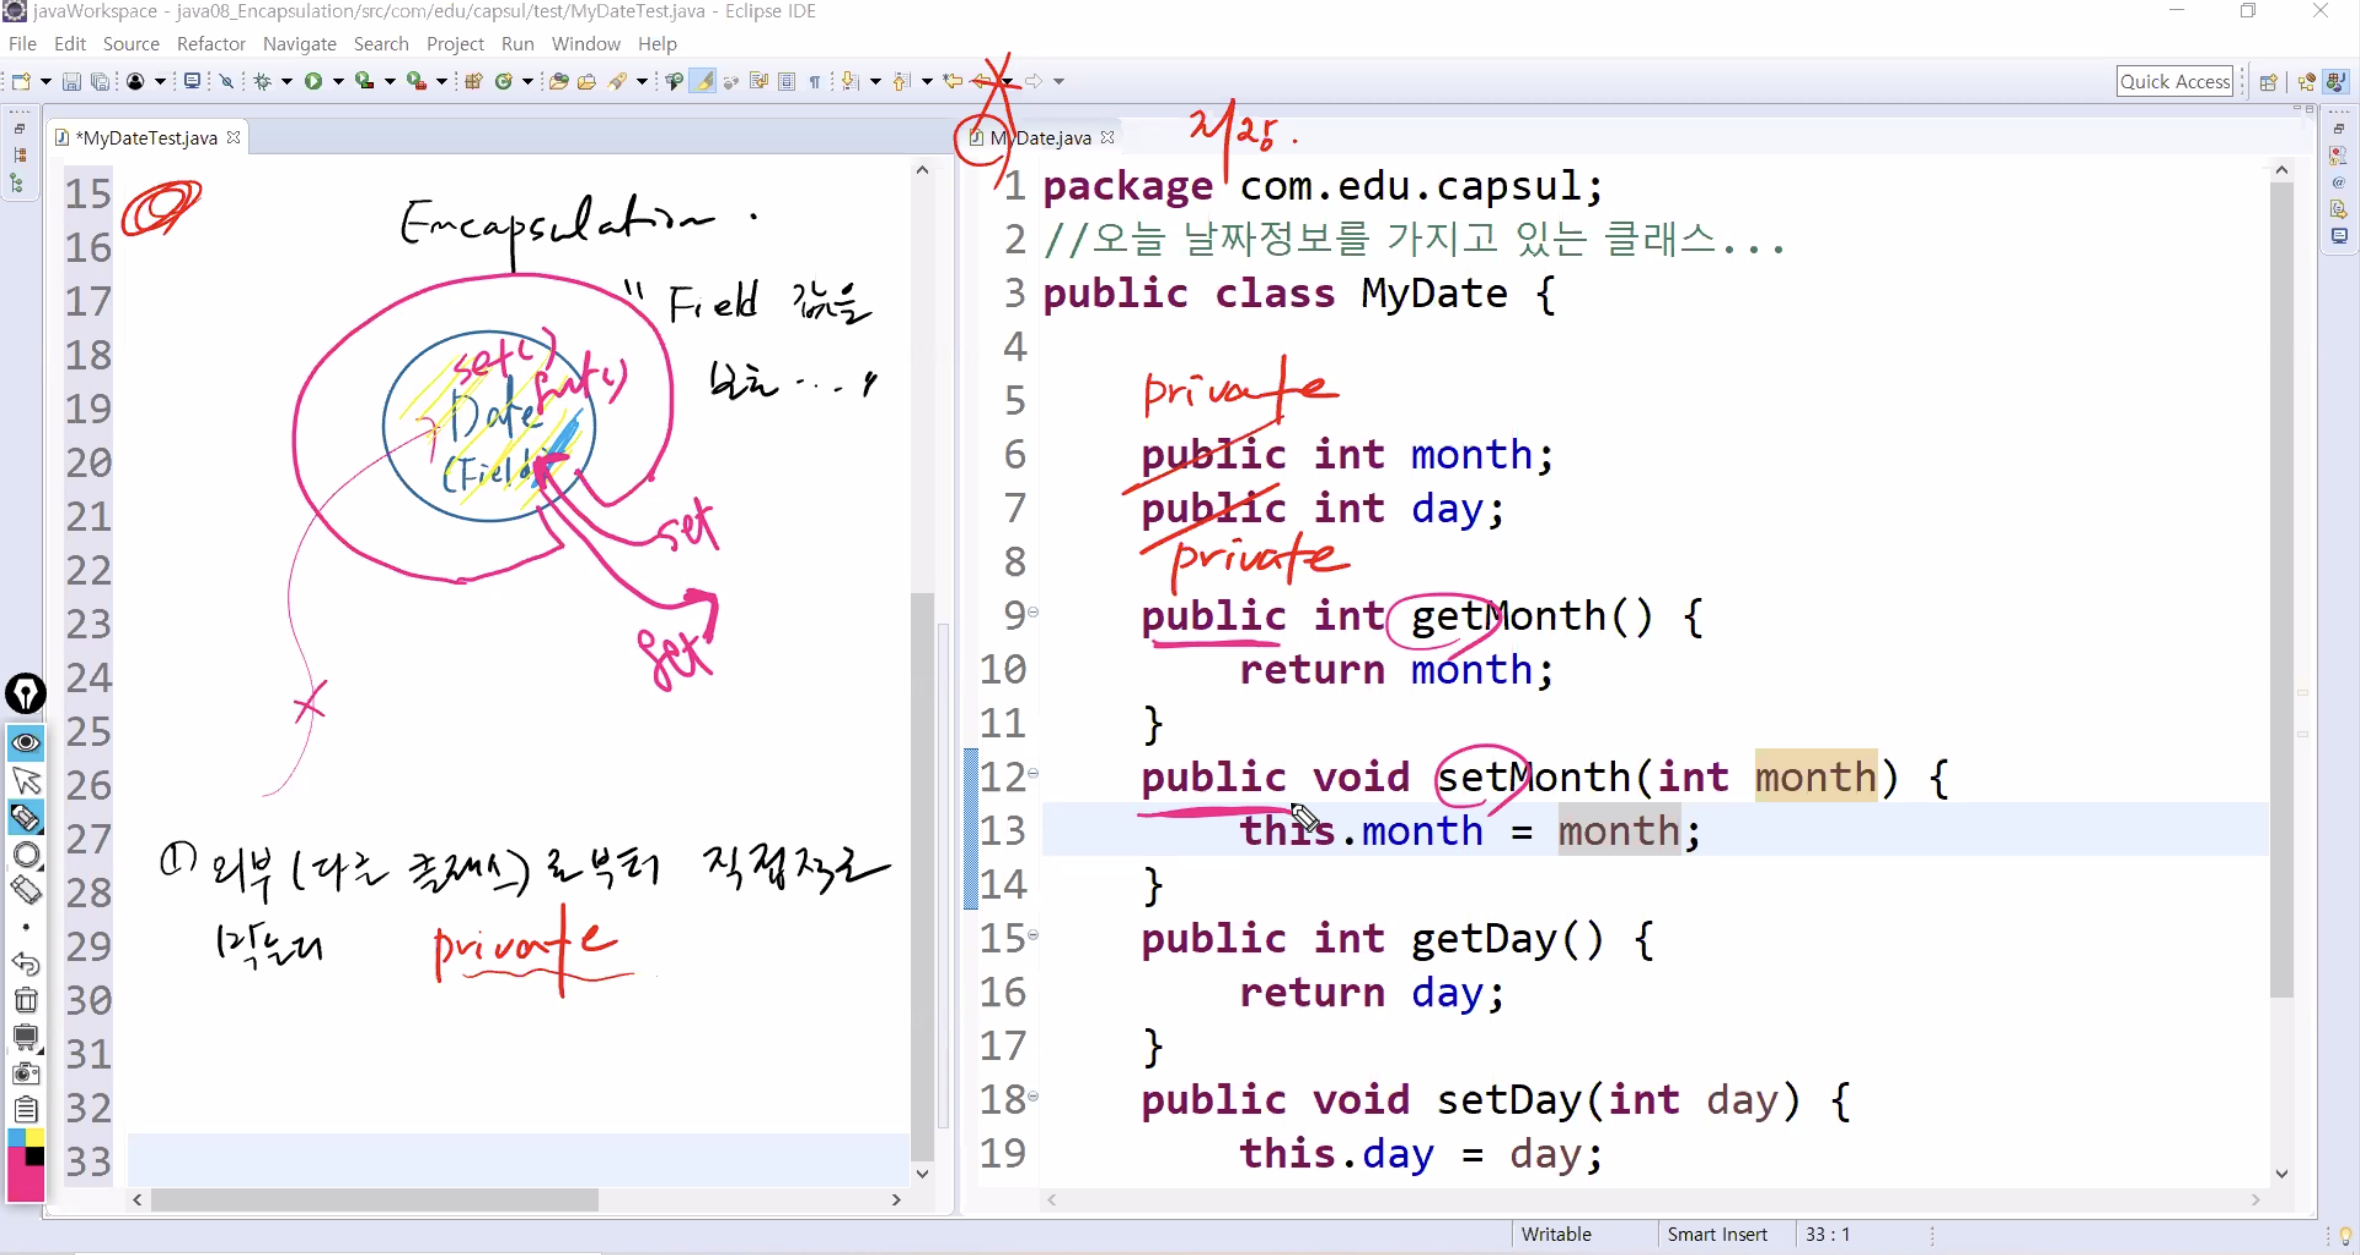 javaWorkspace - java08_Encapsulation/src/com/edu/capsul/test/MyDateTest.java - Eclipse IDE
File Edit Source Refactor Navigate Search Project Run Window Help
Quick Access
*MyDateTest.java
15
16
17
18
19
20
21
22
23
24
25
26
27
28
29
30
31
32
33
Encapsulation.
" Field 값을
보호 ... "
set()
get()
Date
(Field)
set
get
① 외부 (다른 클래스)로부터 직접적으로
막는다 private
MyDate.java
2/25.
1 package com.edu.capsul;
2 //오늘 날짜정보를 가지고 있는 클래스...
3 public class MyDate {
4
5 private
6 public int month;
7 public int day;
8 private
9 public int getMonth() {
10 return month;
11 }
12 public void setMonth(int month) {
13 this.month = month;
14 }
15 public int getDay() {
16 return day;
17 }
18 public void setDay(int day) {
19 this.day = day;
Writable Smart Insert 33 : 1